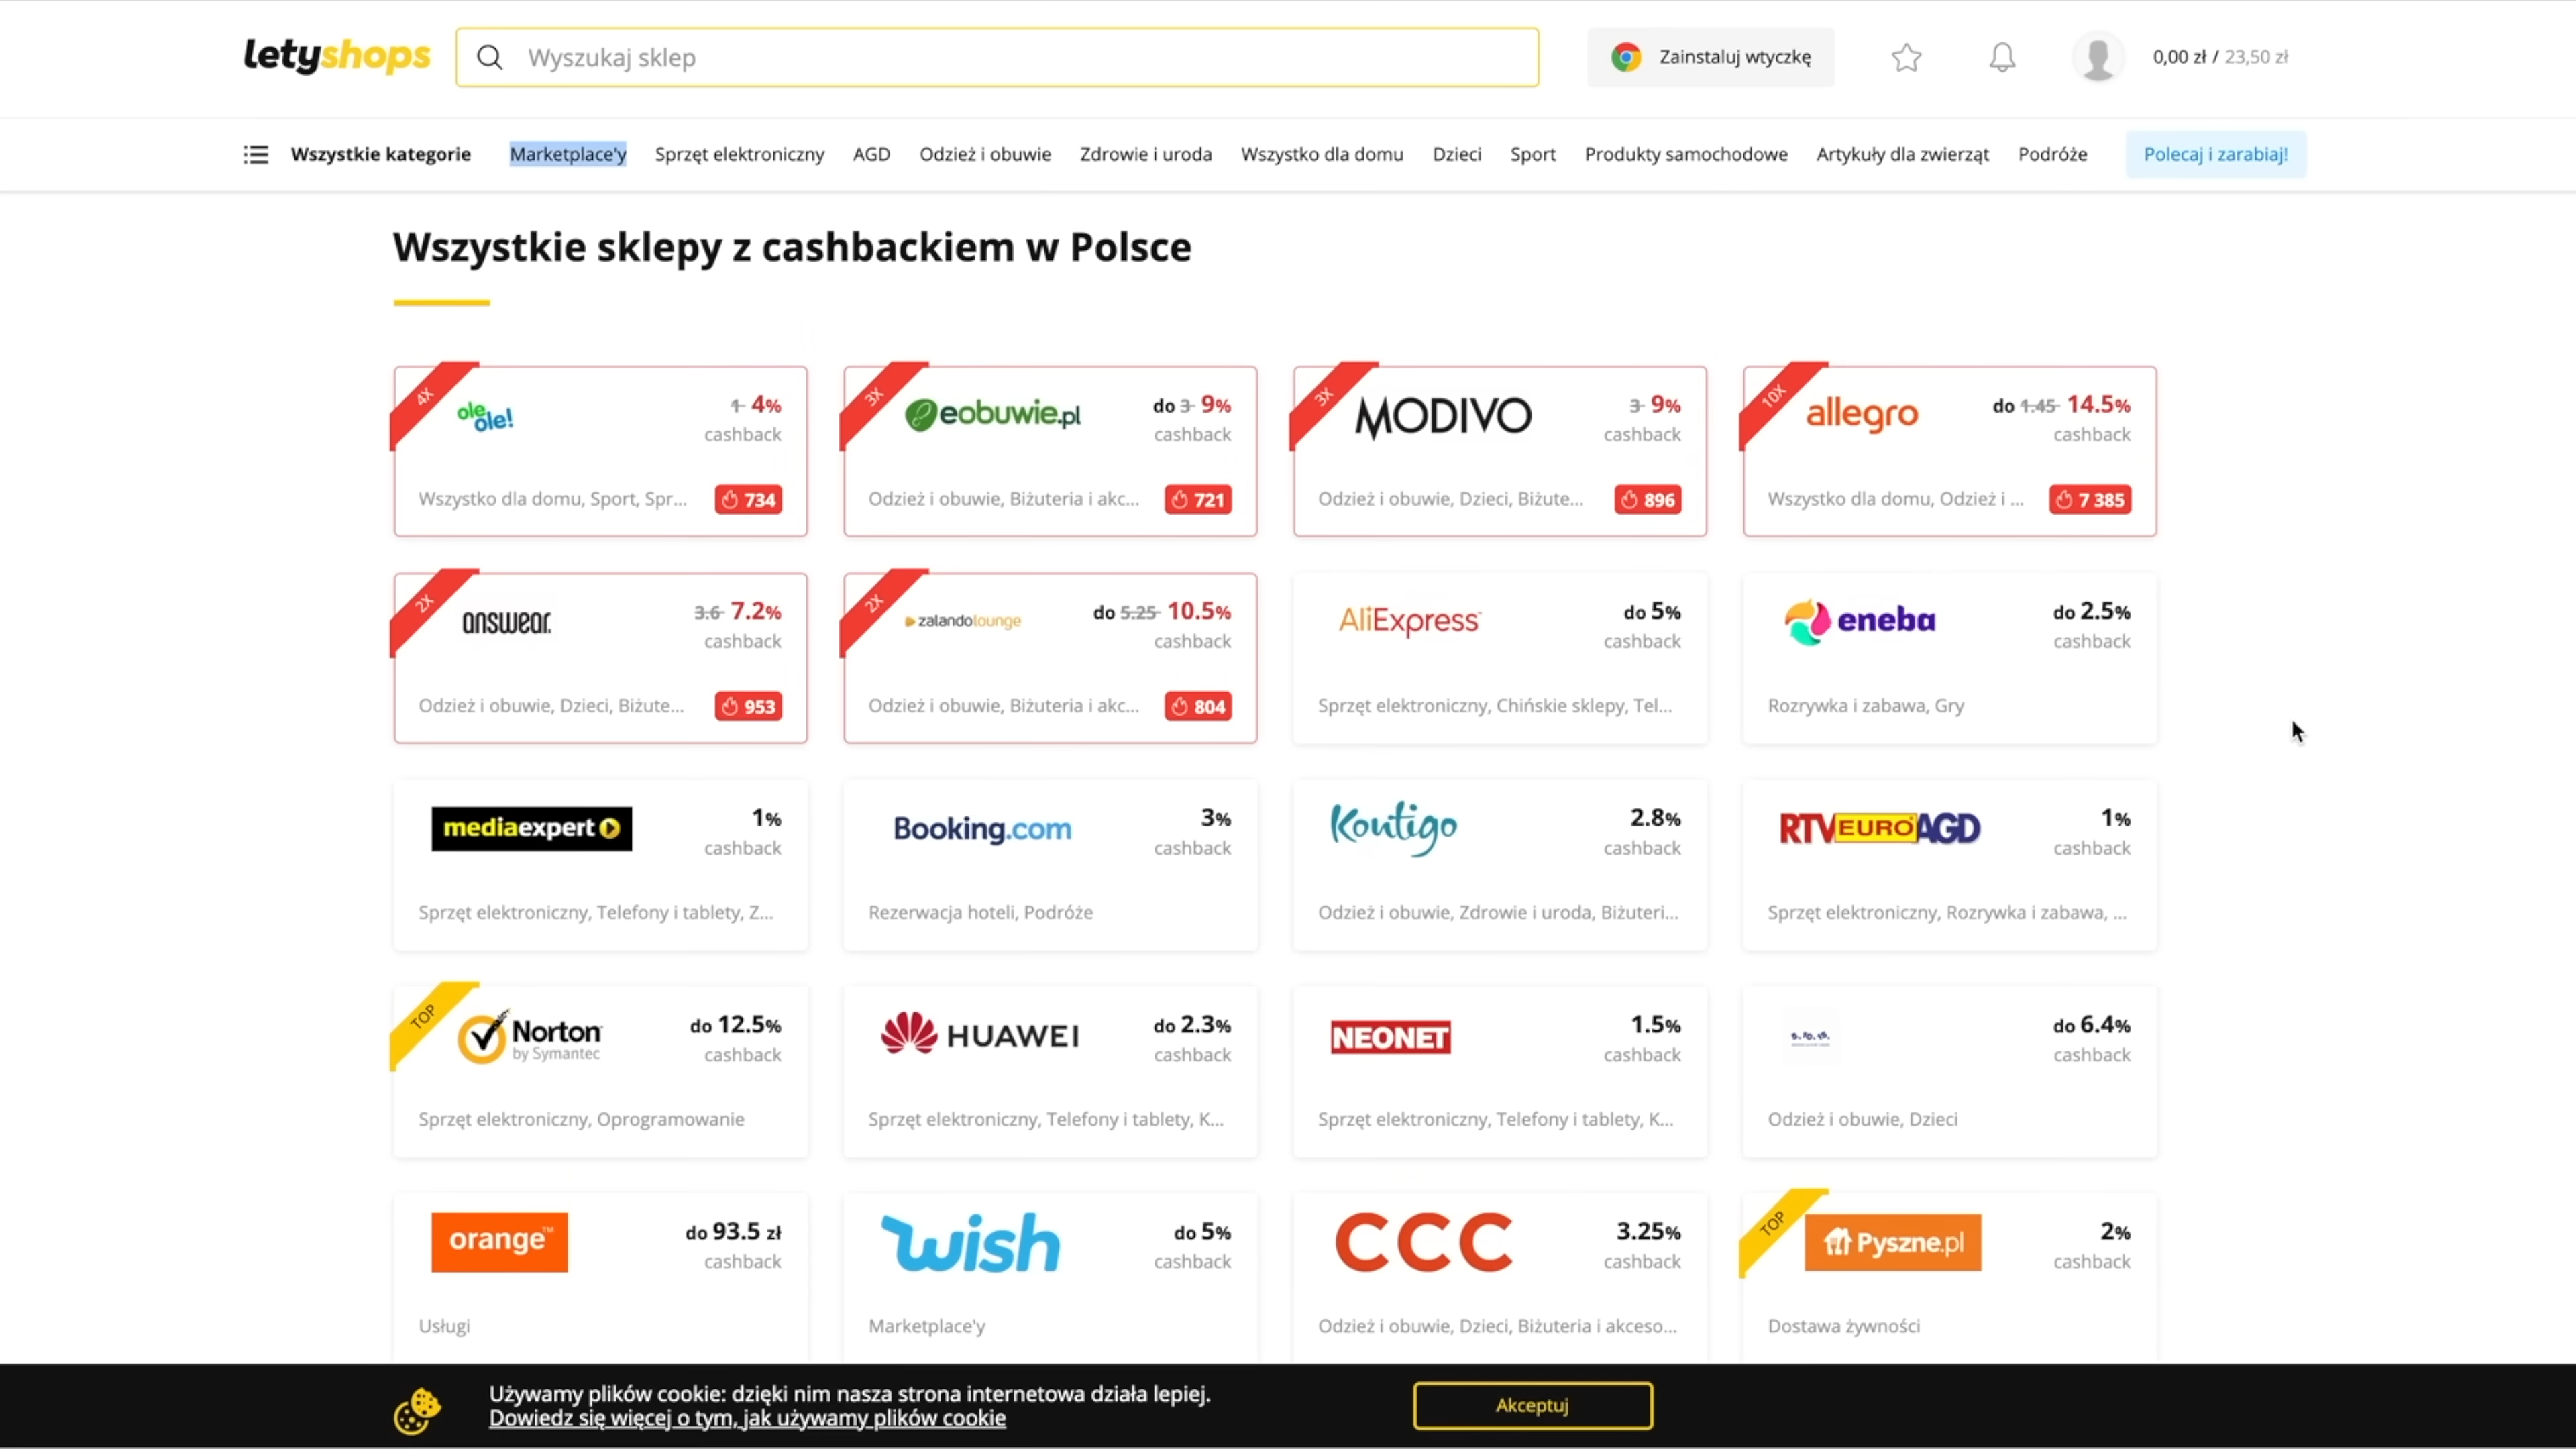 letyshops
Wyszukaj sklep
Zainstaluj wtyczkę
0,00 zł / 23,50 zł
Wszystkie kategorie Marketplace'y Sprzęt elektroniczny AGD Odzież i obuwie Zdrowie i uroda Wszystko dla domu Dzieci Sport Produkty samochodowe Artykuły dla zwierząt Podróże Polecaj i zarabiaj!
Wszystkie sklepy z cashbackiem w Polsce
4X
ole ole!
1 4%
cashback
Wszystko dla domu, Sport, Spr...
734
3X
eobuwie.pl
do 3 9%
cashback
Odzież i obuwie, Biżuteria i akc...
721
3X
MODIVO
3 9%
cashback
Odzież i obuwie, Dzieci, Biżute...
896
10X
allegro
do 1.45 14.5%
cashback
Wszystko dla domu, Odzież i ...
7 385
2X
answear.
3.6 7.2%
cashback
Odzież i obuwie, Dzieci, Biżute...
953
2X
zalandolounge
do 5.25 10.5%
cashback
Odzież i obuwie, Biżuteria i akc...
804
AliExpress
do 5%
cashback
Sprzęt elektroniczny, Chińskie sklepy, Tel...
eneba
do 2.5%
cashback
Rozrywka i zabawa, Gry
mediaexpert
1%
cashback
Sprzęt elektroniczny, Telefony i tablety, Z...
Booking.com
3%
cashback
Rezerwacja hoteli, Podróże
Kontigo
2.8%
cashback
Odzież i obuwie, Zdrowie i uroda, Biżuteri...
RTV EURO AGD
1%
cashback
Sprzęt elektroniczny, Rozrywka i zabawa, ...
TOP
Norton
by Symantec
do 12.5%
cashback
Sprzęt elektroniczny, Oprogramowanie
HUAWEI
do 2.3%
cashback
Sprzęt elektroniczny, Telefony i tablety, K...
NEONET
1.5%
cashback
Sprzęt elektroniczny, Telefony i tablety, K...
5.10.15.
do 6.4%
cashback
Odzież i obuwie, Dzieci
orange™
do 93.5 zł
cashback
Usługi
wish
do 5%
cashback
Marketplace'y
CCC
3.25%
cashback
Odzież i obuwie, Dzieci, Biżuteria i akceso...
TOP
Pyszne.pl
2%
cashback
Dostawa żywności
Używamy plików cookie: dzięki nim nasza strona internetowa działa lepiej.
Dowiedz się więcej o tym, jak używamy plików cookie
Akceptuj